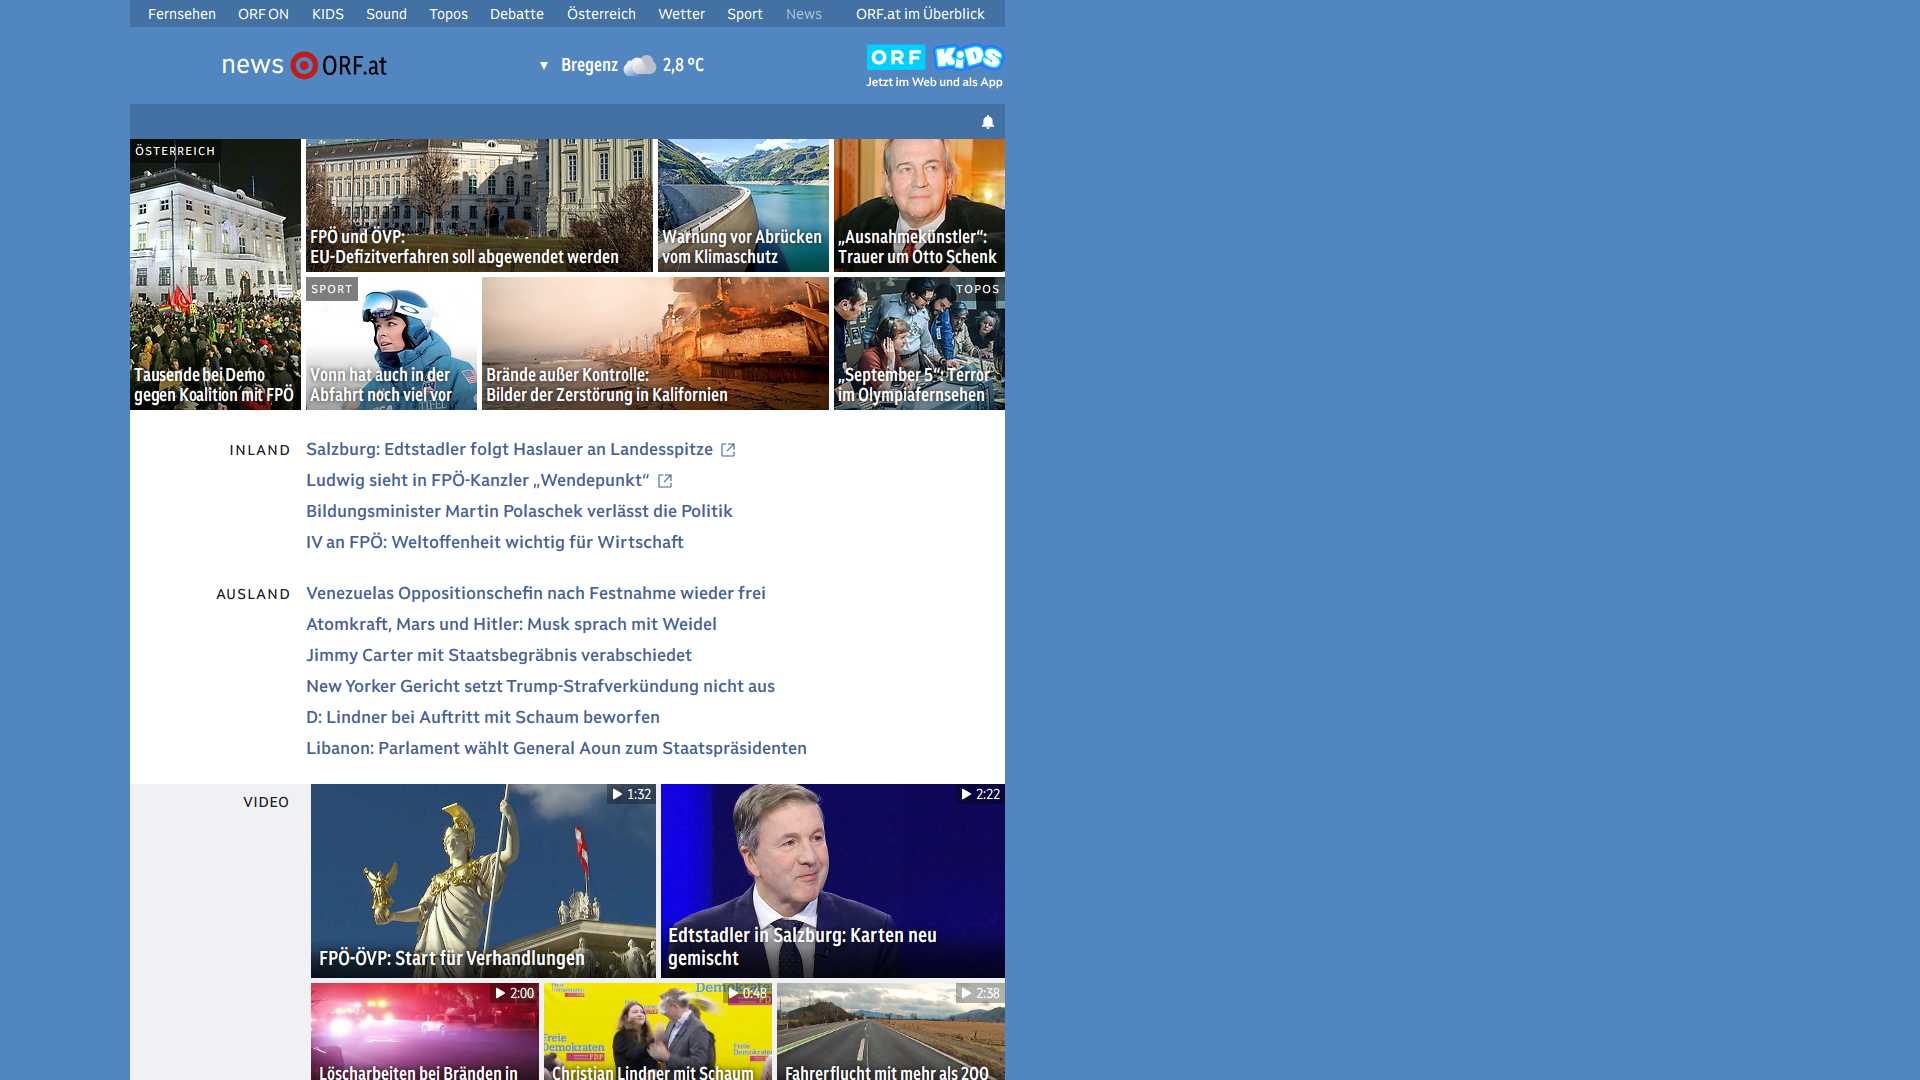 Fernsehen ORF ON KIDS Sound Topos Debatte Österreich Wetter Sport News ORF.at im Überblick
news ORF.at
Bregenz 2,8 °C
ORF KiDS
Jetzt im Web und als App
ÖSTERREICH
Tausende bei Demo
gegen Koalition mit FPÖ
FPÖ und ÖVP:
EU-Defizitverfahren soll abgewendet werden
Warnung vor Abrücken
vom Klimaschutz
„Ausnahmekünstler“:
Trauer um Otto Schenk
SPORT
Vonn hat auch in der
Abfahrt noch viel vor
Brände außer Kontrolle:
Bilder der Zerstörung in Kalifornien
TOPOS
„September 5“: Terror
im Olympiafernsehen
INLAND
Salzburg: Edtstadler folgt Haslauer an Landesspitze
Ludwig sieht in FPÖ-Kanzler „Wendepunkt“
Bildungsminister Martin Polaschek verlässt die Politik
IV an FPÖ: Weltoffenheit wichtig für Wirtschaft
AUSLAND
Venezuelas Oppositionschefin nach Festnahme wieder frei
Atomkraft, Mars und Hitler: Musk sprach mit Weidel
Jimmy Carter mit Staatsbegräbnis verabschiedet
New Yorker Gericht setzt Trump-Strafverkündung nicht aus
D: Lindner bei Auftritt mit Schaum beworfen
Libanon: Parlament wählt General Aoun zum Staatspräsidenten
VIDEO
1:32
FPÖ-ÖVP: Start für Verhandlungen
2:22
Edtstadler in Salzburg: Karten neu
gemischt
2:00
Löscharbeiten bei Bränden in
0:48
Freie
Demokraten
FDP
Christian Lindner mit Schaum
2:38
Fahrerflucht mit mehr als 200